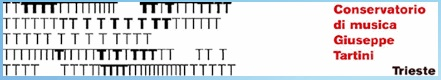 Conservatorio
di musica
Giuseppe
Tartini
Trieste